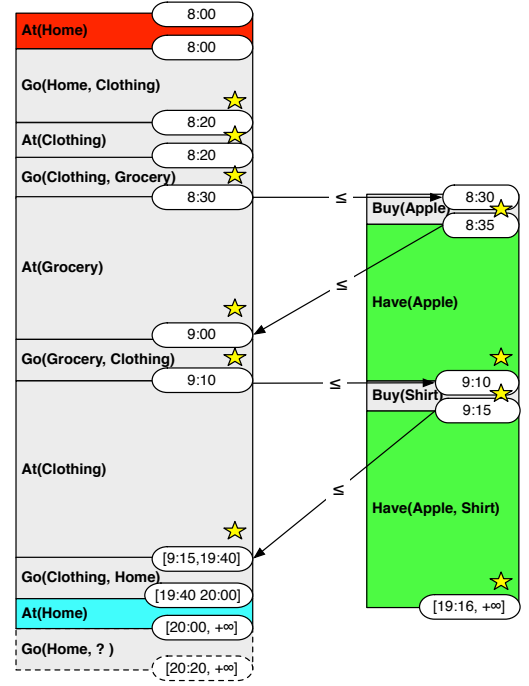 8:00
At(Home)
8:00
Go(Home, Clothing)
8:20
At(Clothing)
8:20
Go(Clothing, Grocery)
8:30
≤
8:30
Buy(Apple)
8:35
At(Grocery)
≤
Have(Apple)
9:00
Go(Grocery, Clothing)
9:10
≤
9:10
Buy(Shirt)
9:15
At(Clothing)
≤
Have(Apple, Shirt)
[9:15,19:40]
Go(Clothing, Home)
[19:40 20:00]
[19:16, +∞]
At(Home)
[20:00, +∞]
Go(Home, ? )
[20:20, +∞]